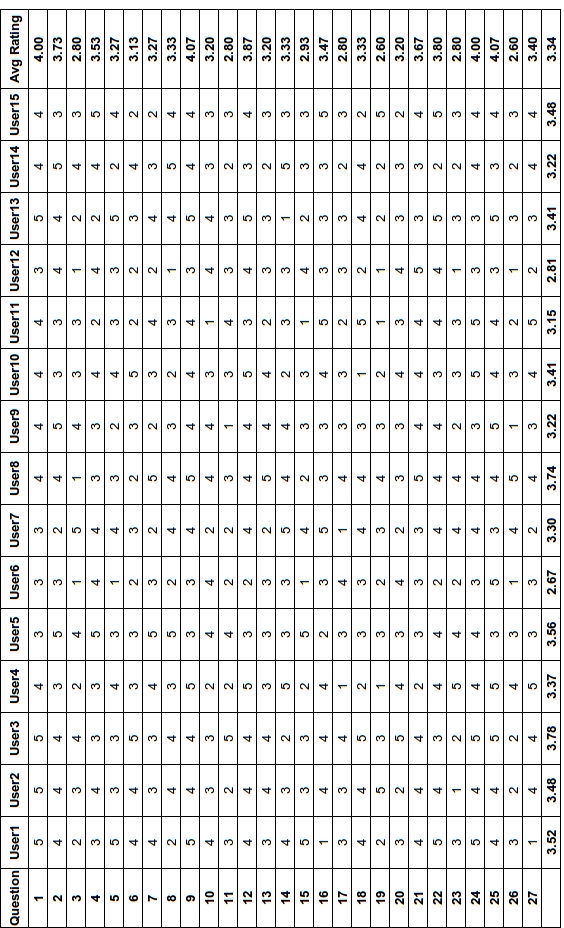 Question User1 User2 User3 User4 User5 User6 User7 User8 User9 User10 User11 User12 User13 User14 User15 Avg Rating
1 5 5 5 4 3 3 3 4 4 4 4 3 5 4 4 4.00
2 4 4 4 3 5 3 2 4 5 3 3 4 4 5 3 3.73
3 2 3 4 2 4 1 5 1 4 3 3 1 2 4 3 2.80
4 3 4 3 3 5 4 4 3 3 4 2 4 2 4 5 3.53
5 5 3 3 4 3 1 4 3 2 4 3 3 5 2 4 3.27
6 4 4 5 3 3 2 3 2 3 5 2 2 3 4 2 3.13
7 4 3 3 4 5 3 2 5 2 3 4 2 4 3 2 3.27
8 2 4 4 3 5 2 4 4 3 2 3 1 4 5 4 3.33
9 5 4 4 5 3 3 4 5 4 4 4 3 5 4 4 4.07
10 4 3 3 2 4 4 2 4 4 3 1 4 4 3 3 3.20
11 3 2 5 2 4 2 2 3 1 3 4 3 3 2 3 2.80
12 4 4 4 5 3 2 4 4 4 5 3 4 5 3 4 3.87
13 3 4 4 3 3 3 2 5 4 4 2 3 3 2 3 3.20
14 4 3 2 5 3 3 5 4 4 2 3 3 1 5 3 3.33
15 5 3 3 2 5 1 4 2 3 3 1 4 2 3 3 2.93
16 1 4 4 4 2 3 5 3 3 4 5 3 3 3 5 3.47
17 3 3 4 1 3 4 1 4 3 3 2 3 3 2 3 2.80
18 4 4 5 2 3 3 4 4 3 1 5 2 4 4 2 3.33
19 2 5 3 1 3 2 3 4 3 2 1 1 2 2 5 2.60
20 3 2 5 4 3 4 2 3 3 4 3 4 3 3 2 3.20
21 4 4 4 2 3 3 3 5 4 4 4 5 3 3 4 3.67
22 5 4 3 4 4 2 4 4 4 3 4 4 5 2 5 3.80
23 3 1 2 5 4 2 4 4 2 3 3 1 3 2 3 2.80
24 5 4 5 4 4 3 4 4 3 5 5 3 3 4 4 4.00
25 4 4 5 5 3 5 3 4 5 4 4 3 5 3 4 4.07
26 3 2 2 4 3 1 4 5 1 3 2 1 3 2 3 2.60
27 1 4 4 5 3 3 2 4 3 4 5 2 3 4 4 3.40
3.52 3.48 3.78 3.37 3.56 2.67 3.30 3.74 3.22 3.41 3.15 2.81 3.41 3.22 3.48 3.34